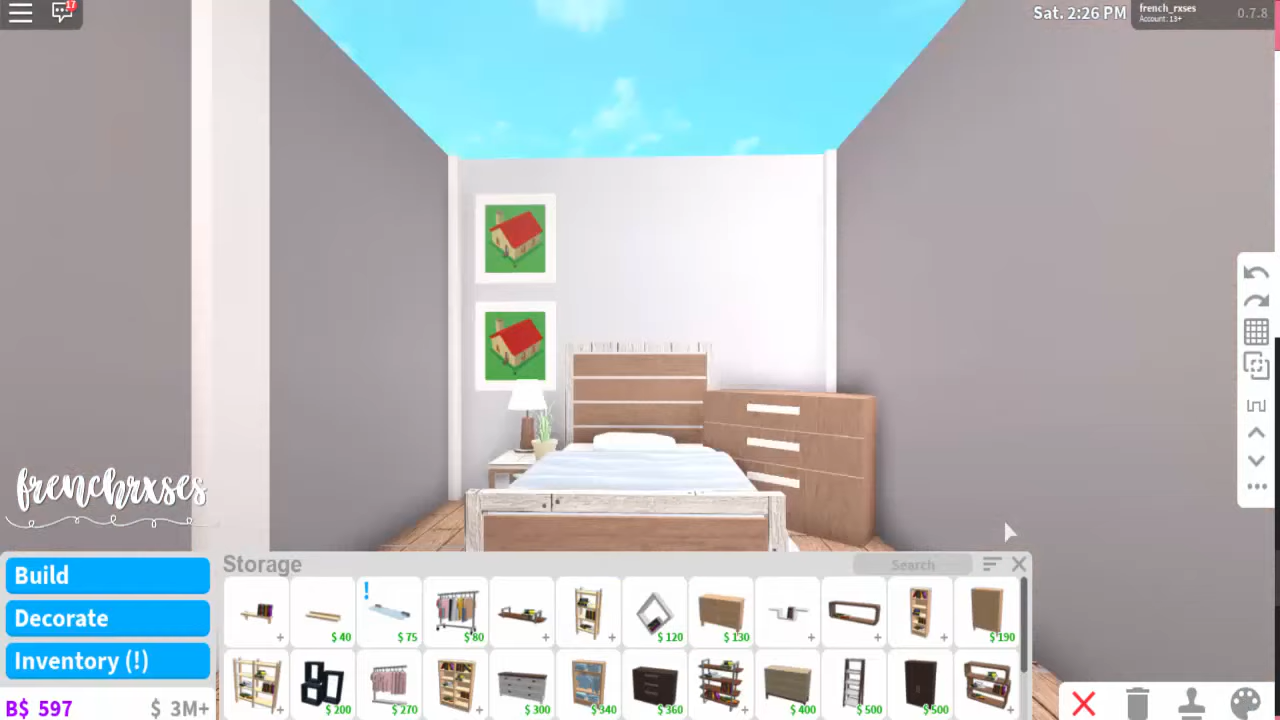 17
Sat. 2:26 PM
french_rxses
Account: 13+
0.7.8
frenchrxses
Build
Decorate
Inventory (!)
B$ 597
$ 3M+
Storage
Search
!
+
$ 40
$ 75
$ 80
+
+
$ 120
$ 130
+
+
+
$ 190
+
$ 200
$ 270
+
$ 300
$ 340
$ 360
+
$ 400
$ 500
$ 500
+